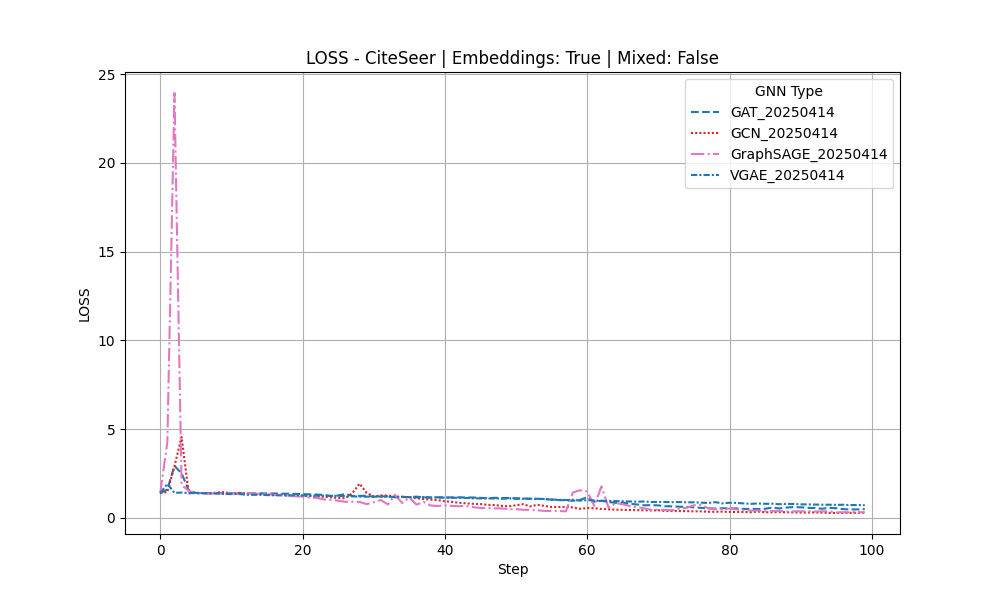 LOSS - CiteSeer | Embeddings: True | Mixed: False
GNN Type
GAT_20250414
GCN_20250414
GraphSAGE_20250414
VGAE_20250414
LOSS
25
20
15
10
5
0
0 20 40 60 80 100
Step